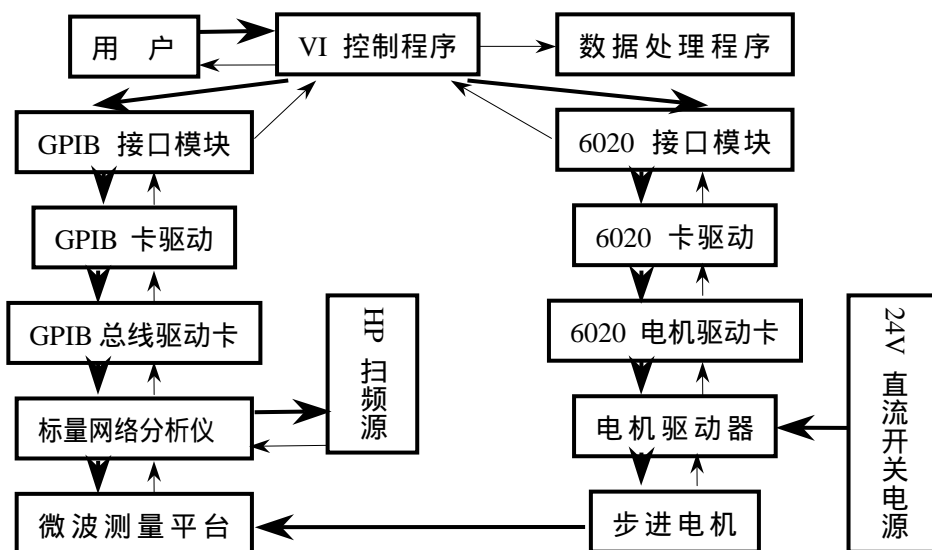 用 户
VI 控制程序
数据处理程序
GPIB 接口模块
6020 接口模块
GPIB 卡驱动
6020 卡驱动
GPIB 总线驱动卡
HP 扫频源
6020 电机驱动卡
24V 直流开关电源
标量网络分析仪
电机驱动器
微波测量平台
步进电机